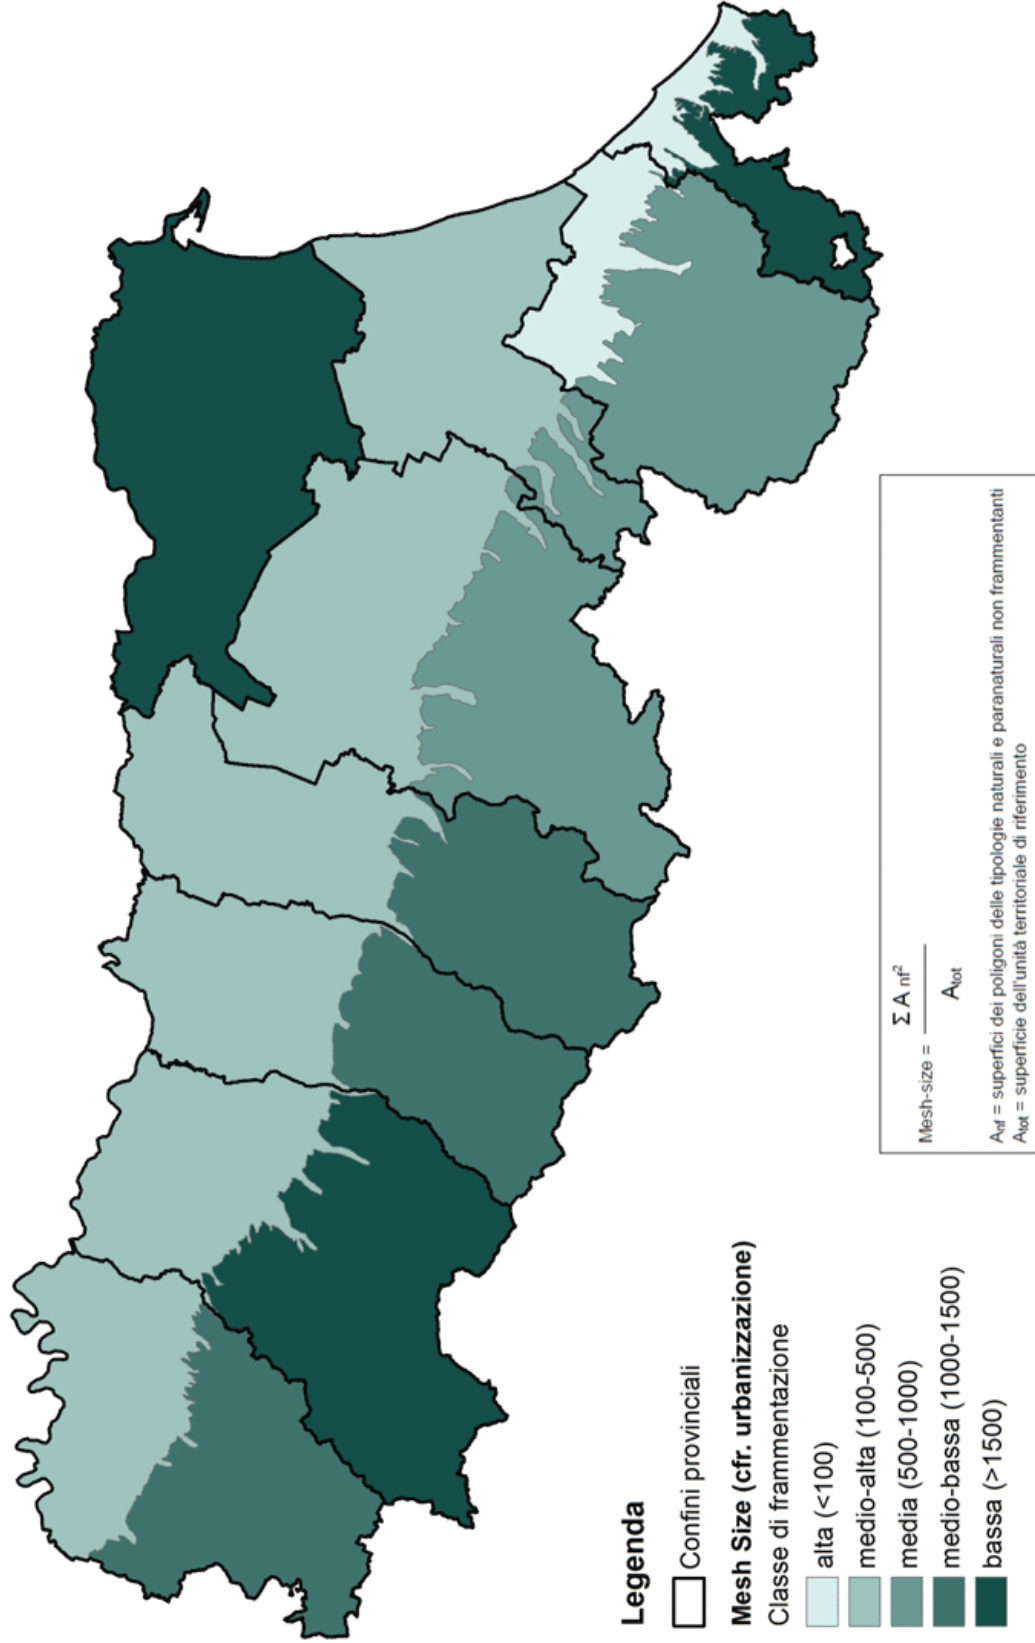 Legenda
Confini provinciali
Mesh Size (cfr. urbanizzazione)
Classe di frammentazione
alta (<100)
medio-alta (100-500)
media (500-1000)
medio-bassa (1000-1500)
bassa (>1500)
Mesh-size = Σ A nf²
Atot
Anf = superfici dei poligoni delle tipologie naturali e paranaturali non frammentanti
Atot = superficie dell'unità territoriale di riferimento